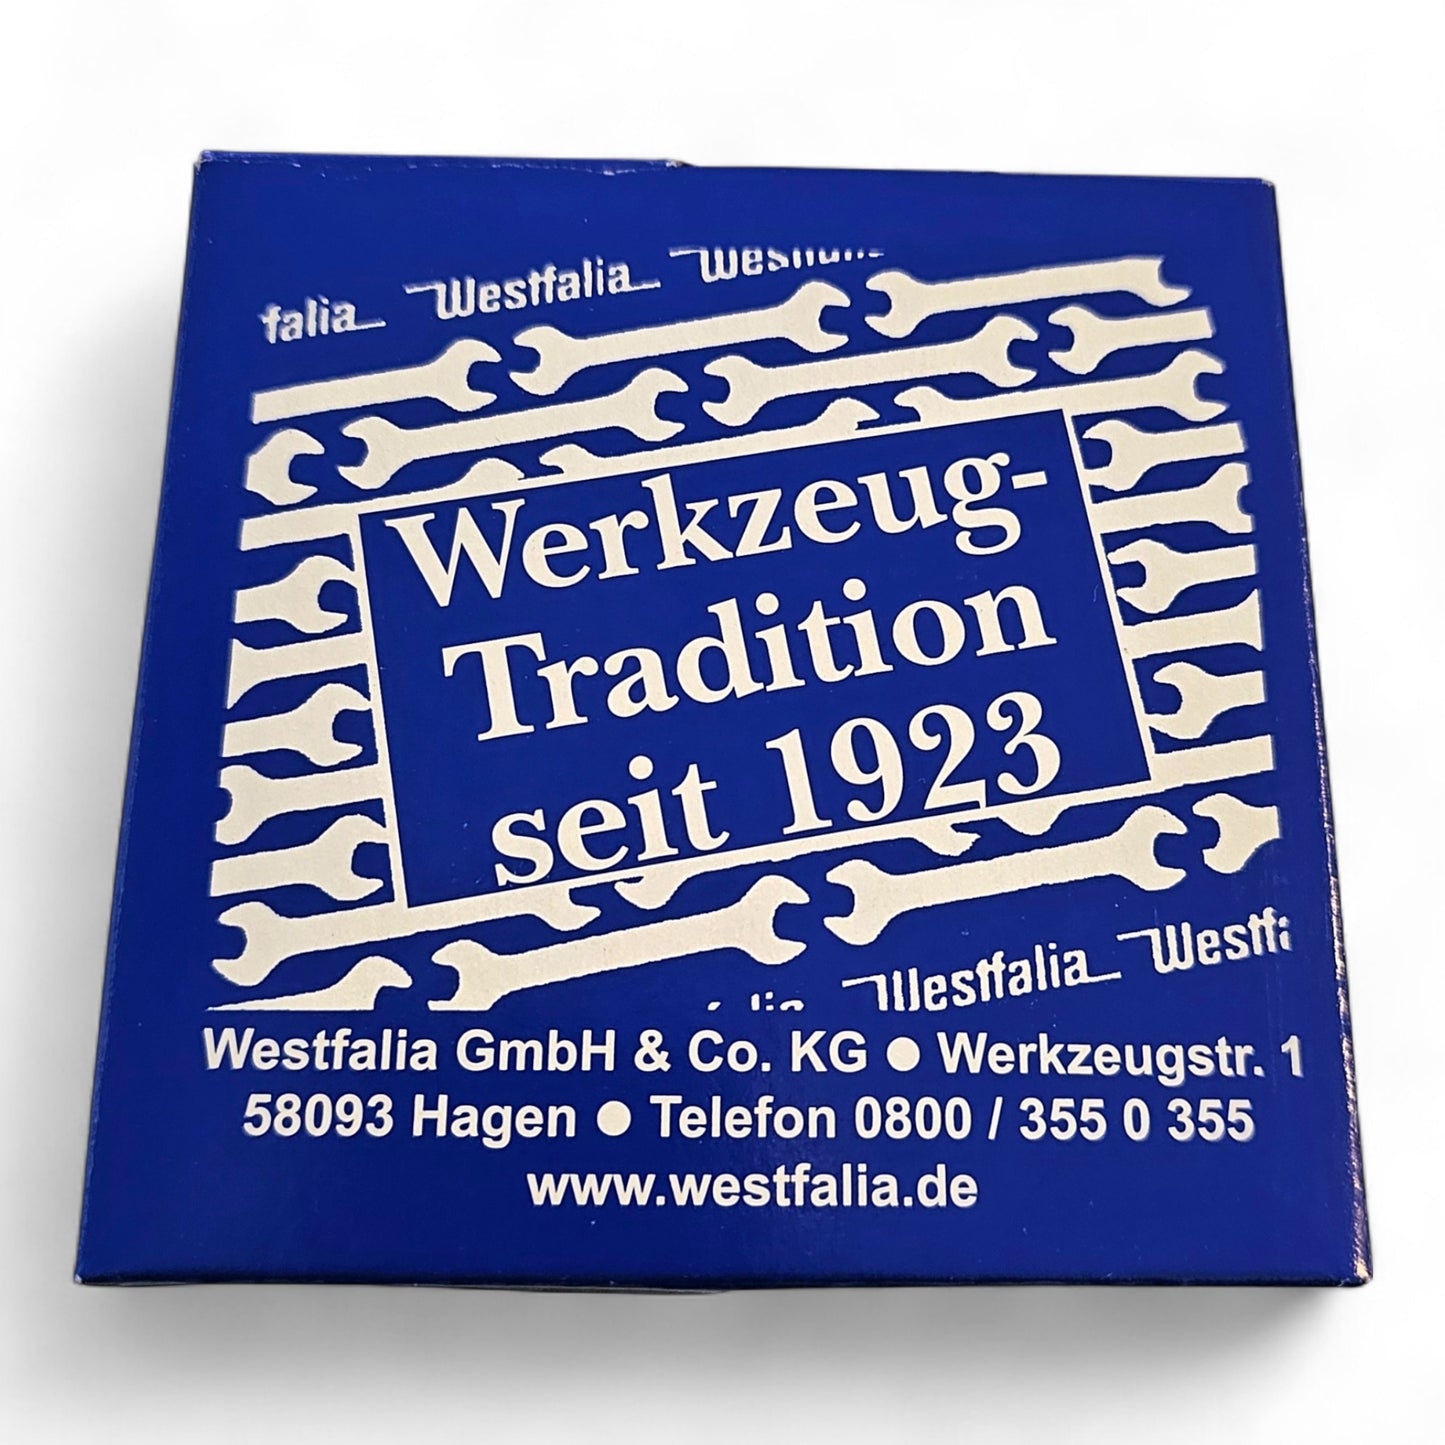 falia Westfalia
Werkzeug-
Tradition
seit 1923
Westfalia
Westfalia GmbH & Co. KG ● Werkzeugstr. 1
58093 Hagen ● Telefon 0800 / 355 0 355
www.westfalia.de